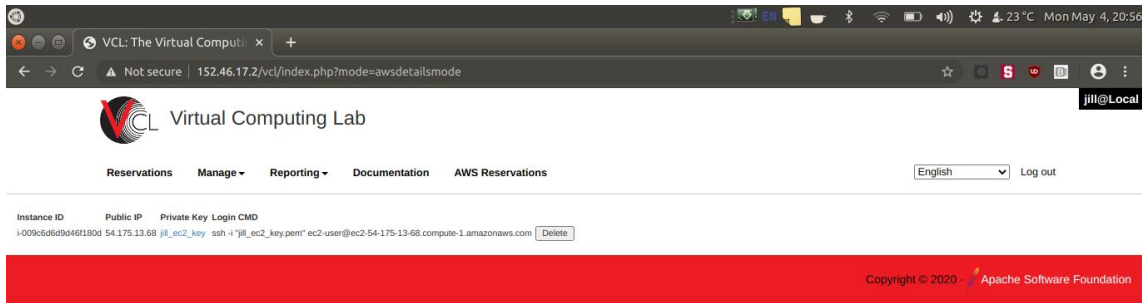 EN
23°C Mon May 4, 20:56
VCL: The Virtual Computi
Not secure | 152.46.17.2/vcl/index.php?mode=awsdetailsmode
jill@Local
VCL Virtual Computing Lab
Reservations Manage Reporting Documentation AWS Reservations English Log out
Instance ID Public IP Private Key Login CMD
i-009c6d6d9d46f180d 54.175.13.68 jill_ec2_key ssh -i "jill_ec2_key.pem" ec2-user@ec2-54-175-13-68.compute-1.amazonaws.com Delete
Copyright © 2020 - Apache Software Foundation